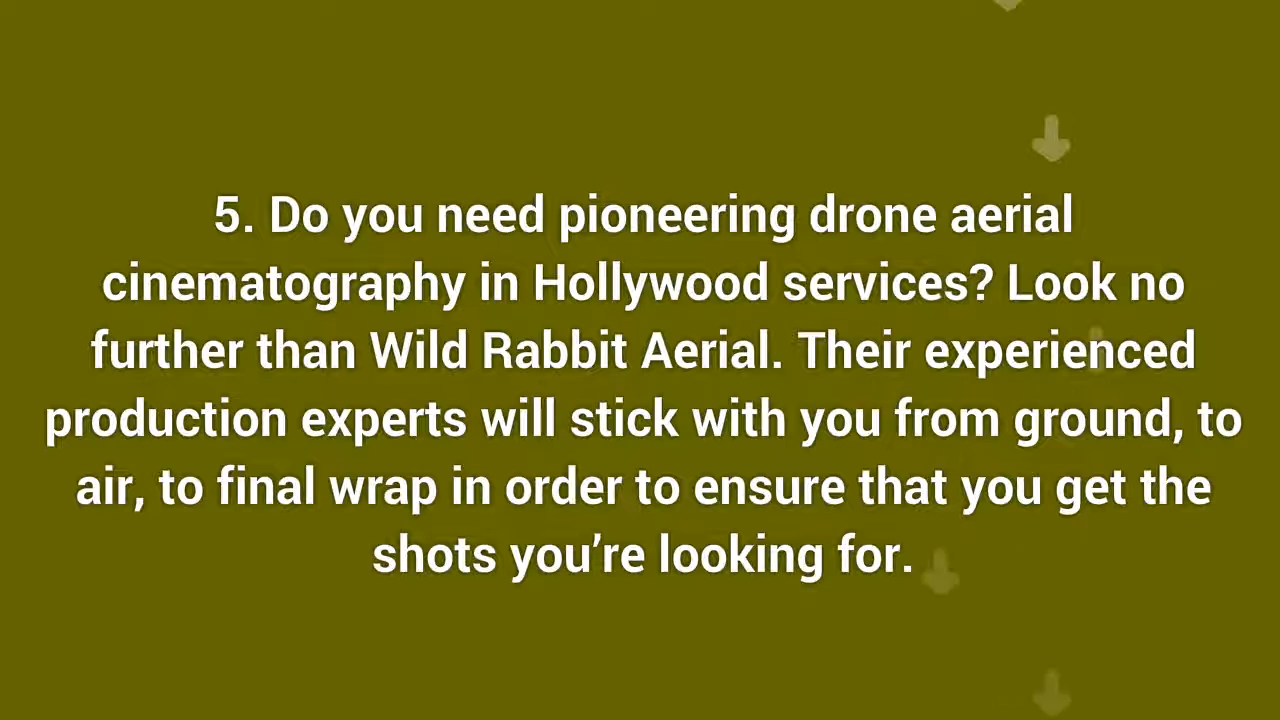 5. Do you need pioneering drone aerial
cinematography in Hollywood services? Look no
further than Wild Rabbit Aerial. Their experienced
production experts will stick with you from ground, to
air, to final wrap in order to ensure that you get the
shots you’re looking for.